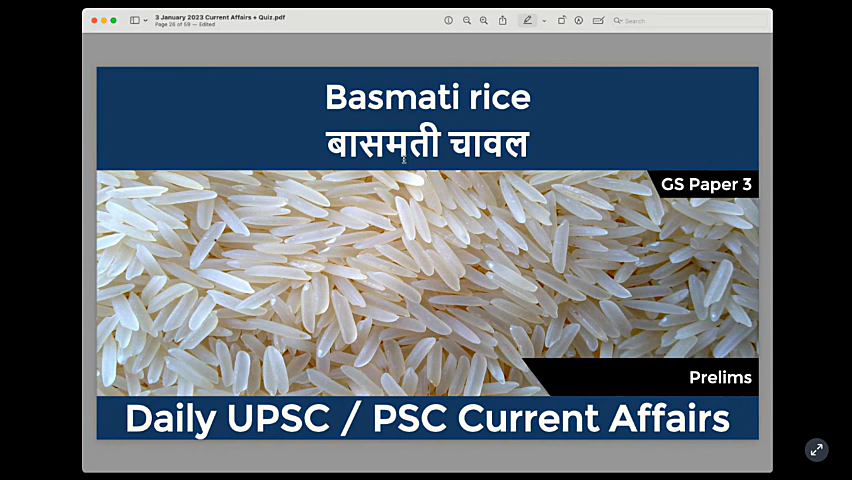 3 January 2023 Current Affairs + Quiz.pdf
Page 26 of 59 — Edited
Search
Basmati rice
बासमती चावल
GS Paper 3
Prelims
Daily UPSC / PSC Current Affairs